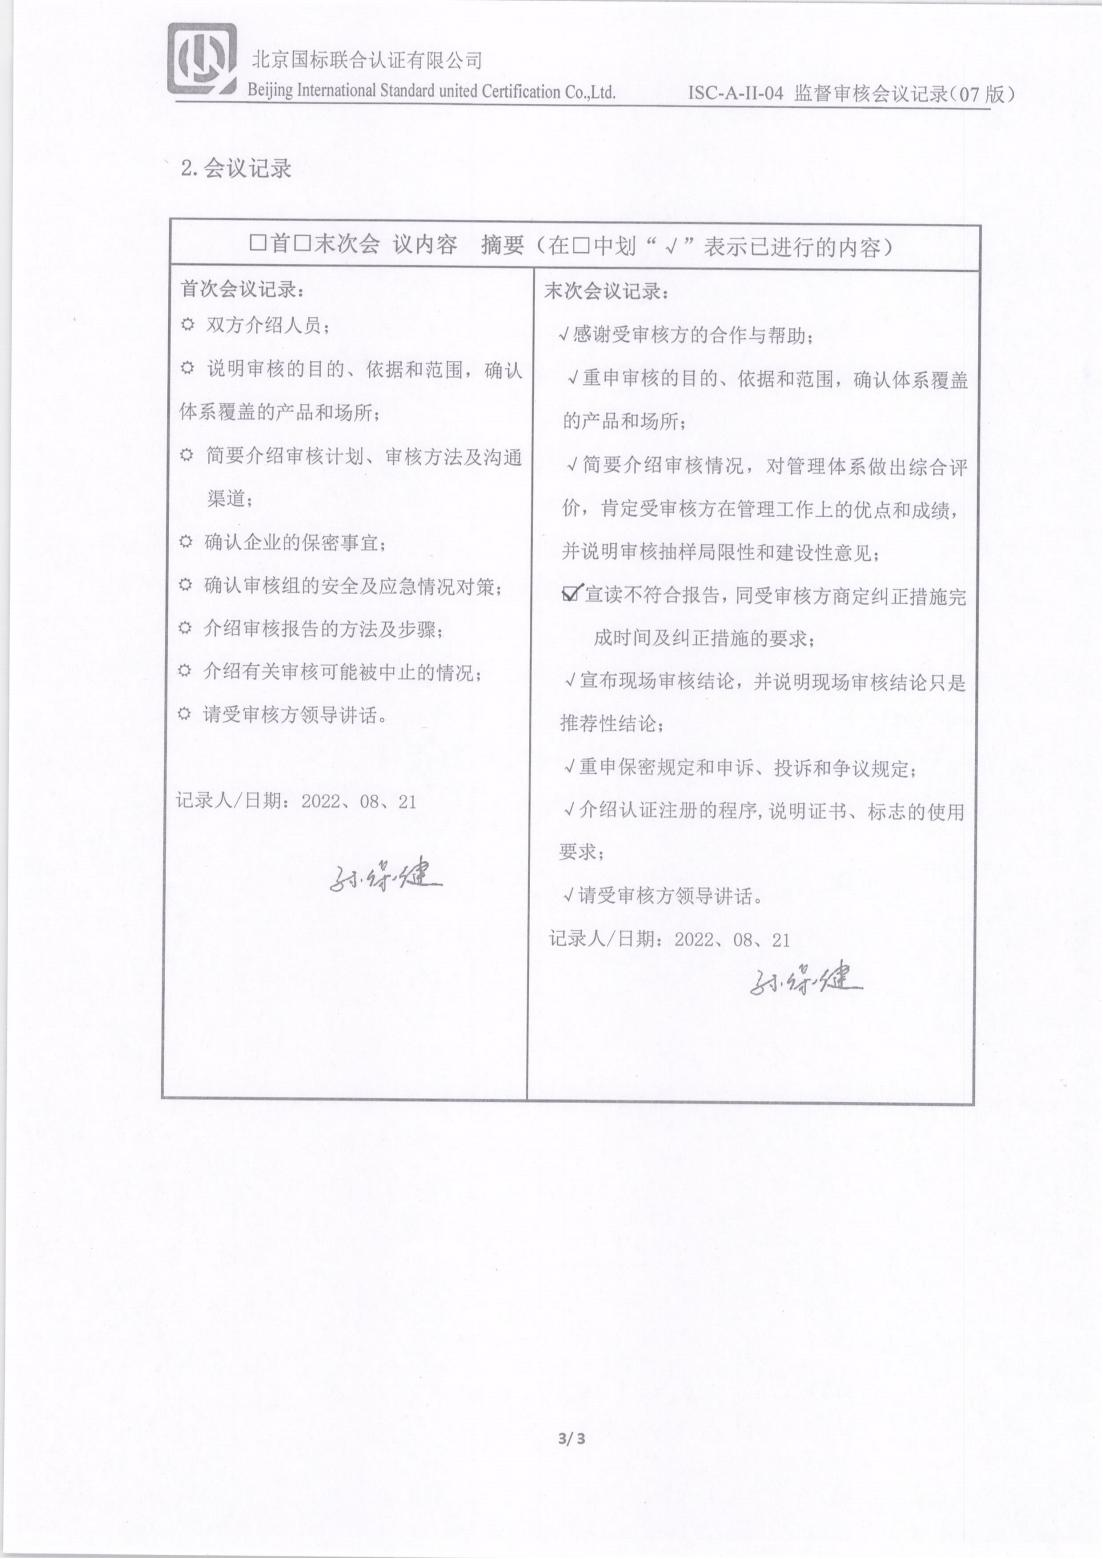 北京国标联合认证有限公司
Beijing International Standard united Certification Co.,Ltd.
ISC-A-II-04 监督审核会议记录(07 版)
2.会议记录
□首□末次会 议内容 摘要（在□中划“√”表示已进行的内容）
首次会议记录：
双方介绍人员；
说明审核的目的、依据和范围，确认
体系覆盖的产品和场所；
简要介绍审核计划、审核方法及沟通
渠道；
确认企业的保密事宜；
确认审核组的安全及应急情况对策；
介绍审核报告的方法及步骤；
介绍有关审核可能被中止的情况；
请受审核方领导讲话。
记录人/日期：2022、08、21
孙保健
末次会议记录：
√感谢受审核方的合作与帮助；
√重申审核的目的、依据和范围，确认体系覆盖
的产品和场所；
√简要介绍审核情况，对管理体系做出综合评
价，肯定受审核方在管理工作上的优点和成绩，
并说明审核抽样局限性和建设性意见；
☑宣读不符合报告，同受审核方商定纠正措施完
成时间及纠正措施的要求；
√宣布现场审核结论，并说明现场审核结论只是
推荐性结论；
√重申保密规定和申诉、投诉和争议规定；
√介绍认证注册的程序,说明证书、标志的使用
要求；
√请受审核方领导讲话。
记录人/日期：2022、08、21
孙保健
3/3